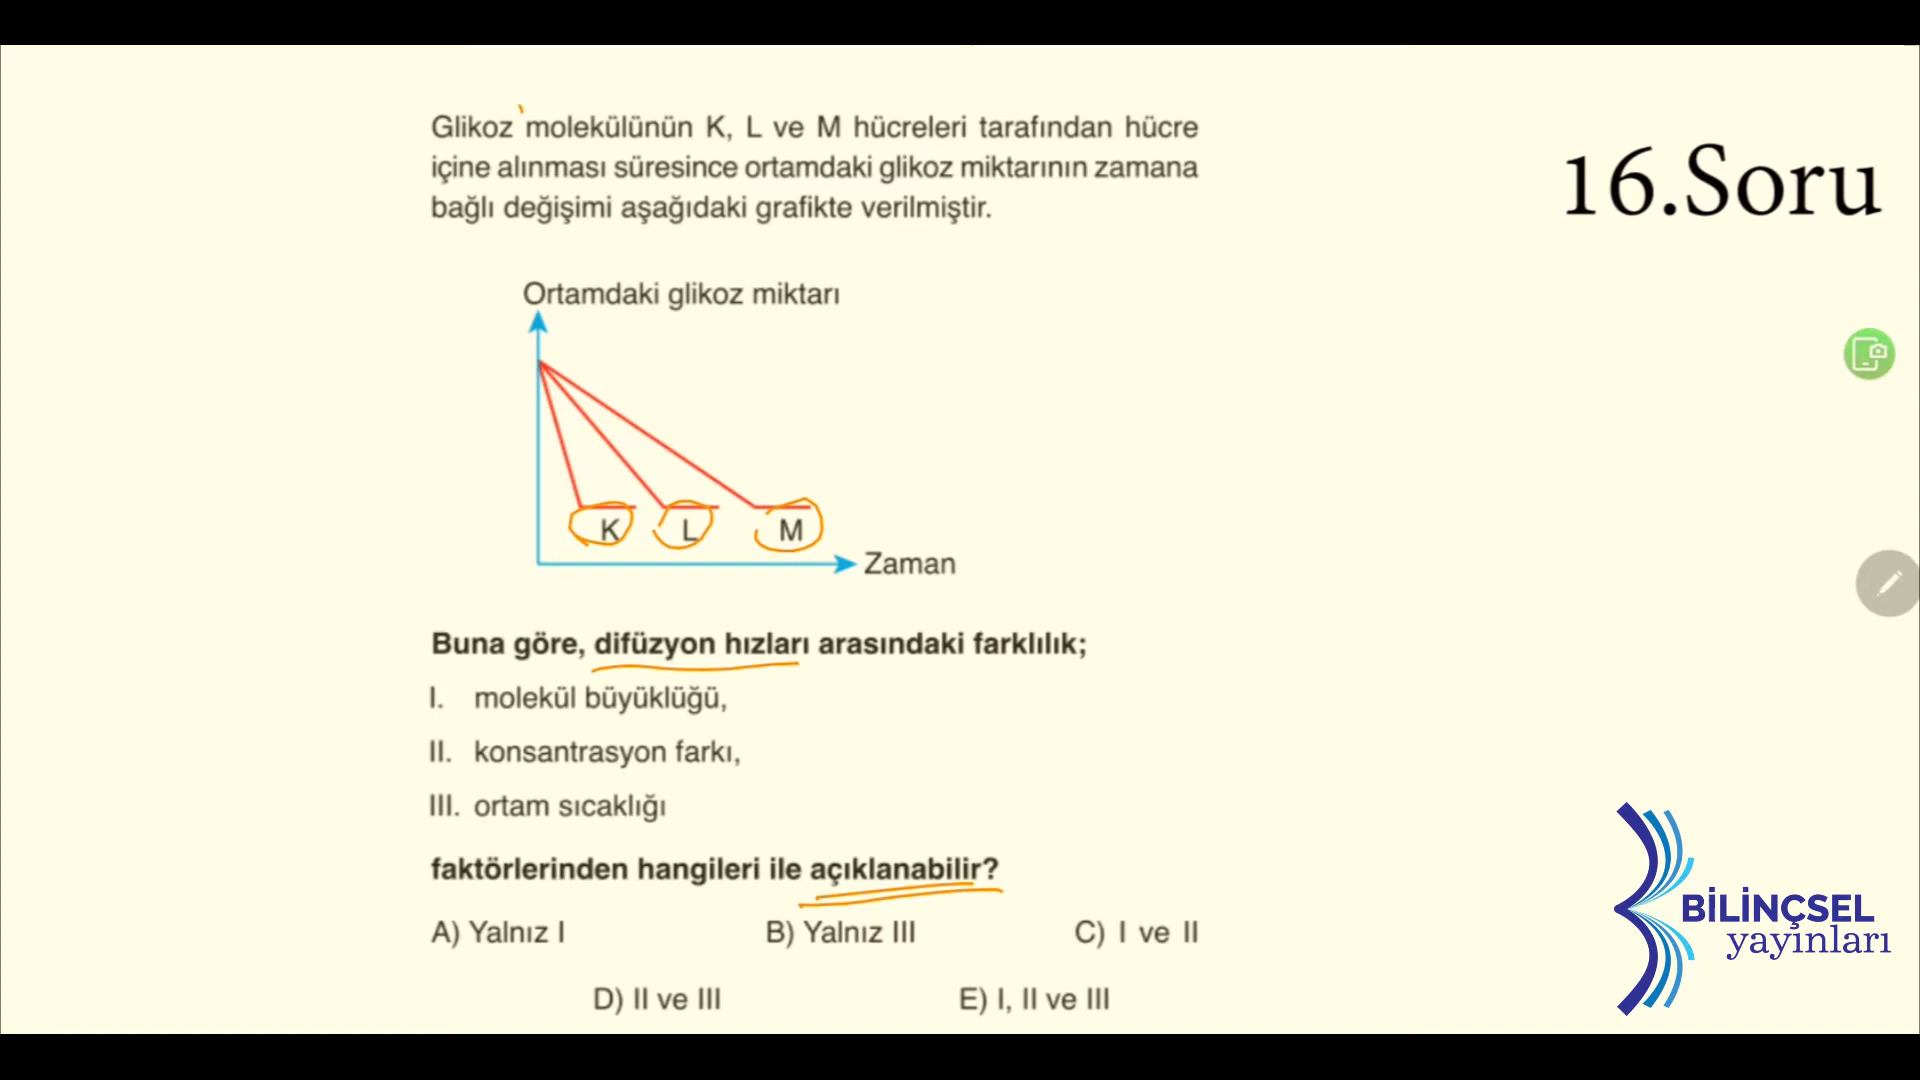 Glikoz molekülünün K, L ve M hücreleri tarafından hücre
içine alınması süresince ortamdaki glikoz miktarının zamana
bağlı değişimi aşağıdaki grafikte verilmiştir.
16.Soru
Ortamdaki glikoz miktarı
K L M
Zaman
Buna göre, difüzyon hızları arasındaki farklılık;
I. molekül büyüklüğü,
II. konsantrasyon farkı,
III. ortam sıcaklığı
faktörlerinden hangileri ile açıklanabilir?
A) Yalnız I B) Yalnız III C) I ve II
D) II ve III E) I, II ve III
BİLİNÇSEL
yayınları